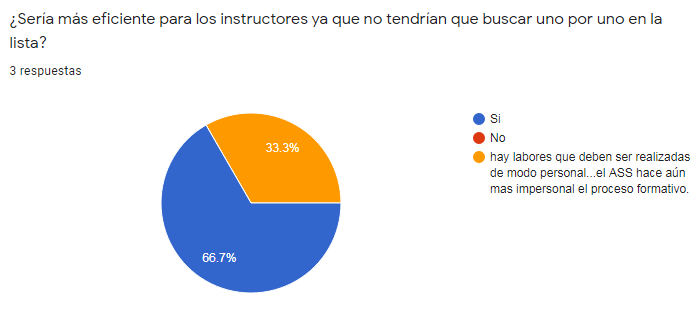 ¿Sería más eficiente para los instructores ya que no tendrían que buscar uno por uno en la
lista?
3 respuestas
33.3%
66.7%
Si
No
hay labores que deben ser realizadas
de modo personal...el ASS hace aún
mas impersonal el proceso formativo.